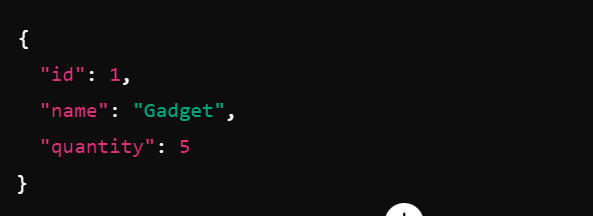 {
  "id": 1,
  "name": "Gadget",
  "quantity": 5
}